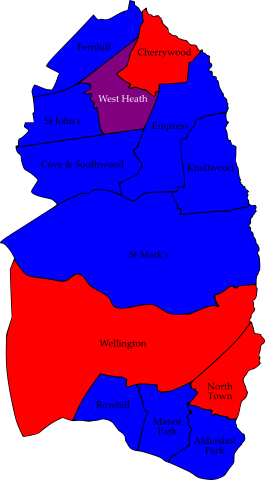 Fernhill
Cherrywood
West Heath
St John's
Empress
Cove & Southwood
Knellwood
St Mark's
Wellington
North
Town
Rowhill
Manor
Park
Aldershot
Park